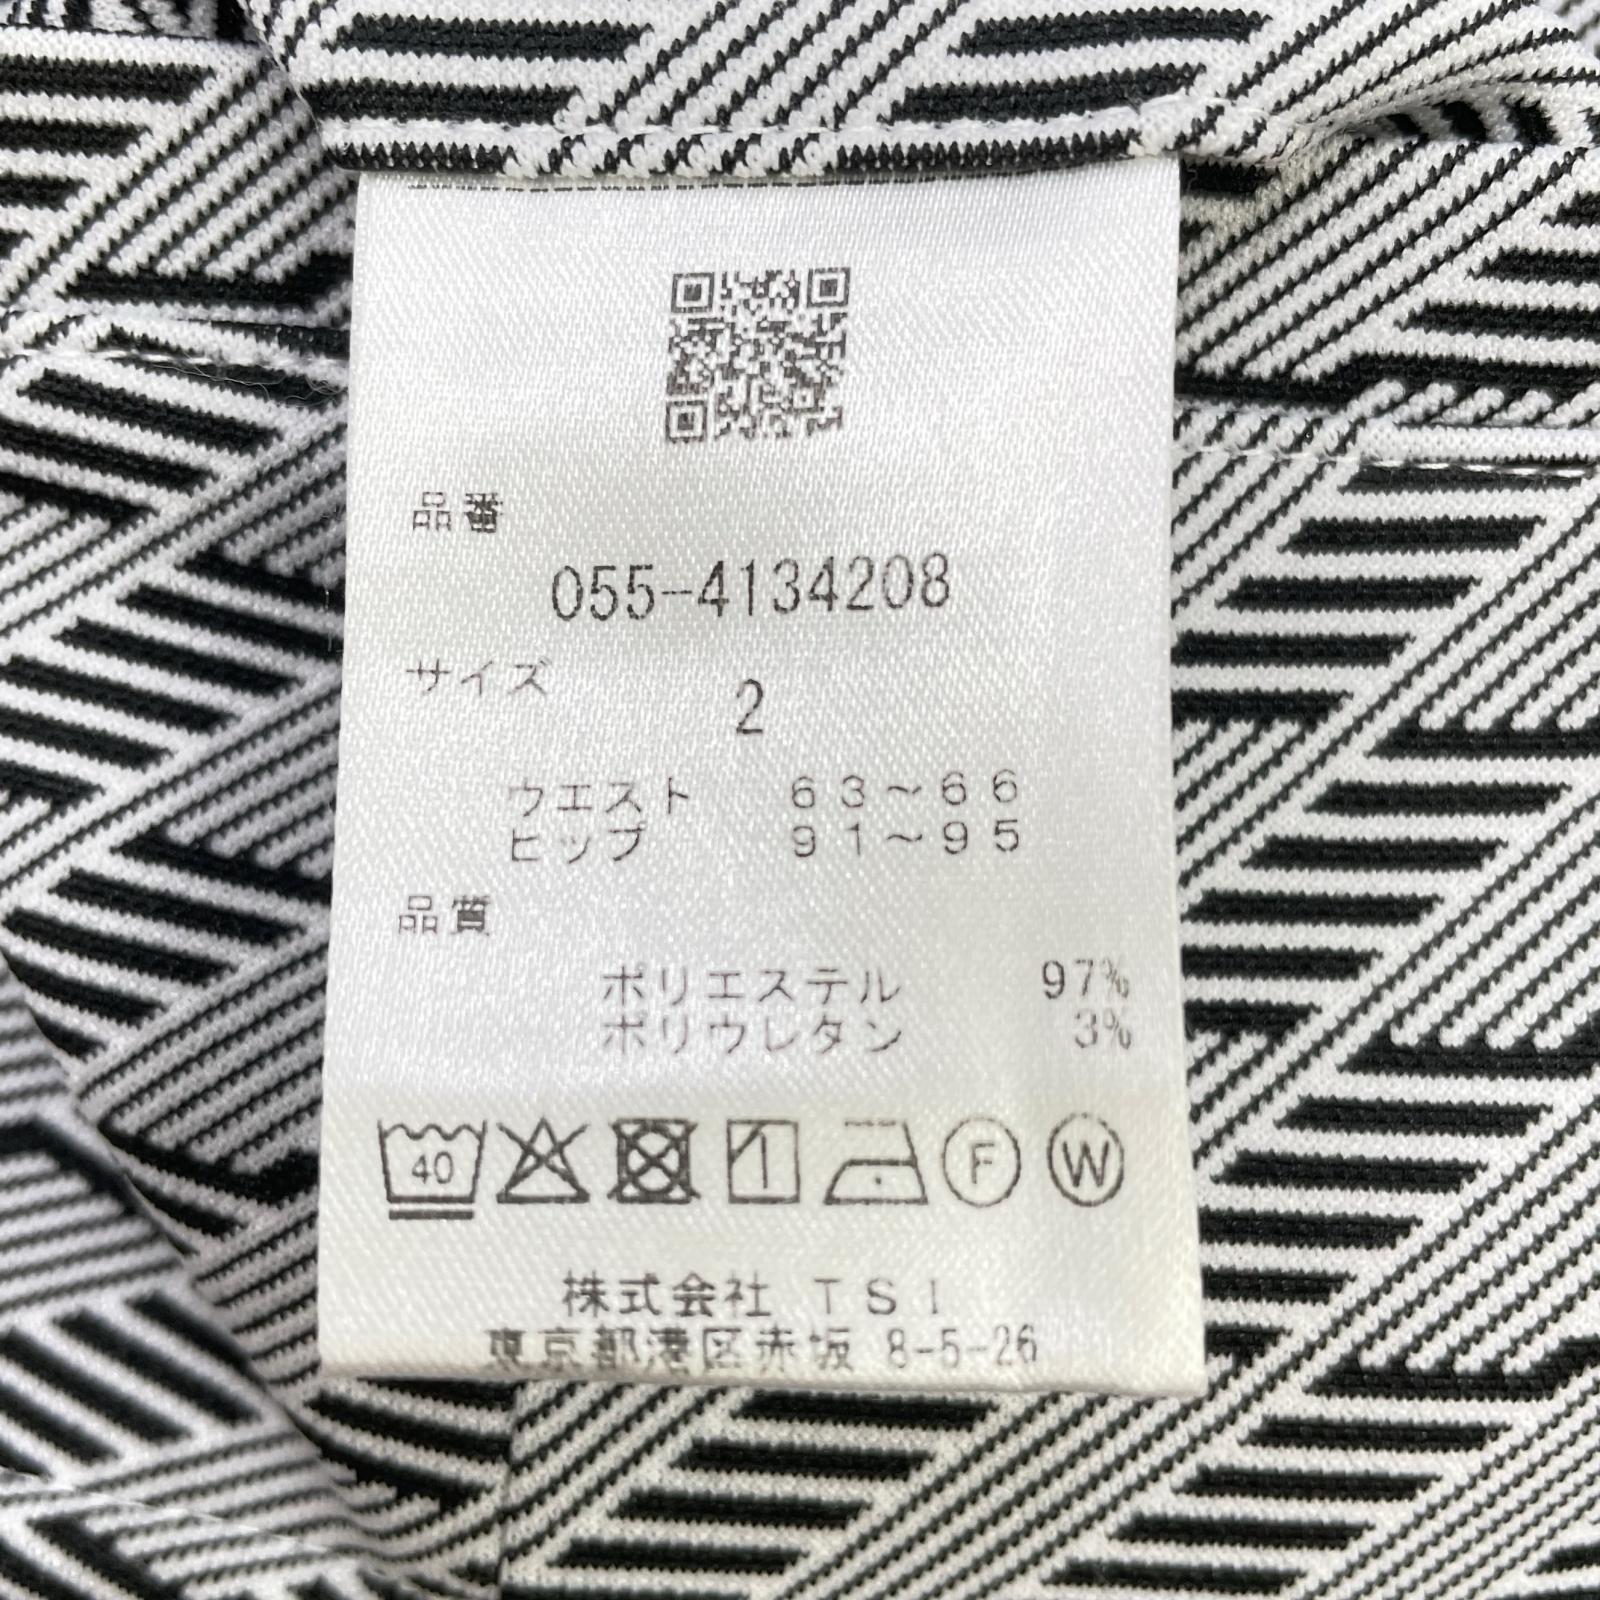 品番
055-4134208
サイズ
2
ウエスト 63~66
ヒップ 91~95
品質
ポリエステル 97%
ポリウレタン 3%
40
F
W
株式会社 TSI
東京都港区赤坂 8-5-26